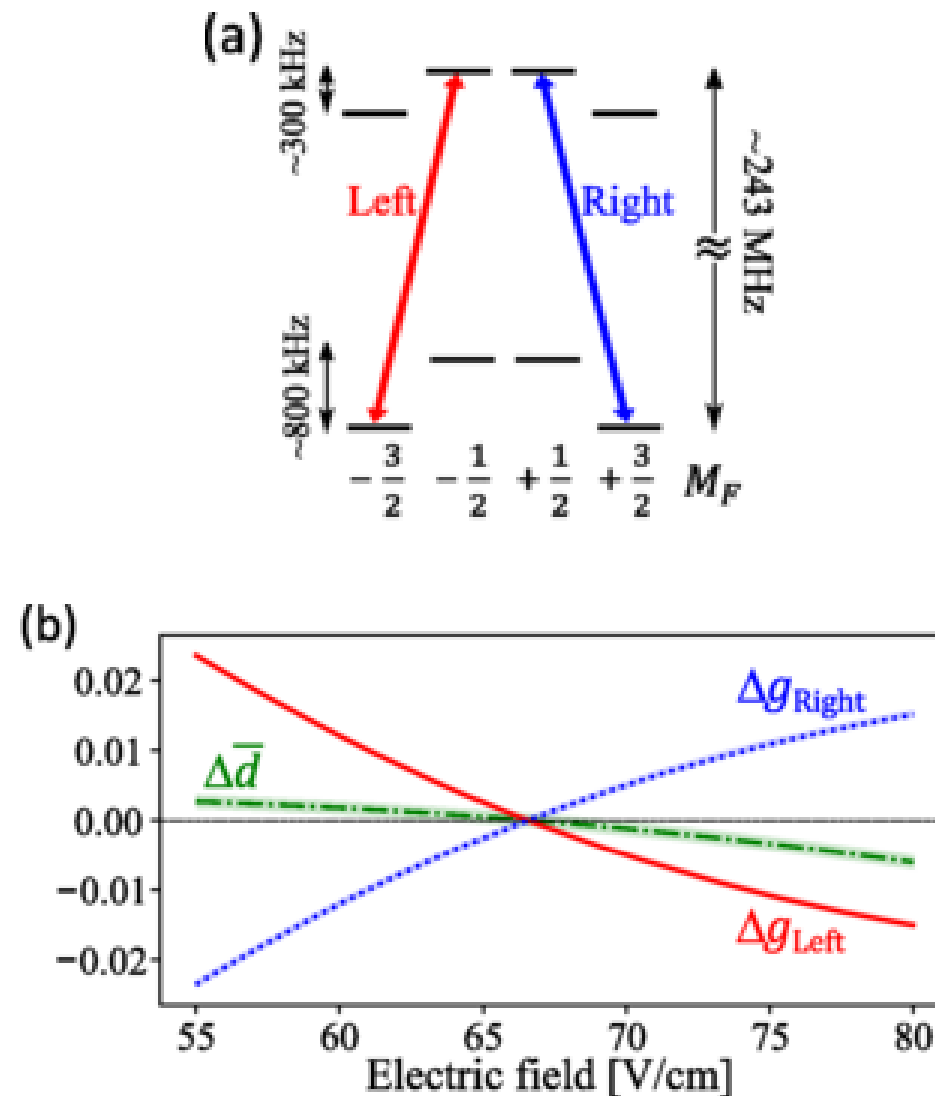 (a)
~300 kHz
Left
Right
~243 MHz
≈
~800 kHz
− 3/2 − 1/2 + 1/2 + 3/2 M_F
(b)
0.02
0.01
0.00
−0.01
−0.02
Δg_Right
Δd̅
Δg_Left
55 60 65 70 75 80
Electric field [V/cm]